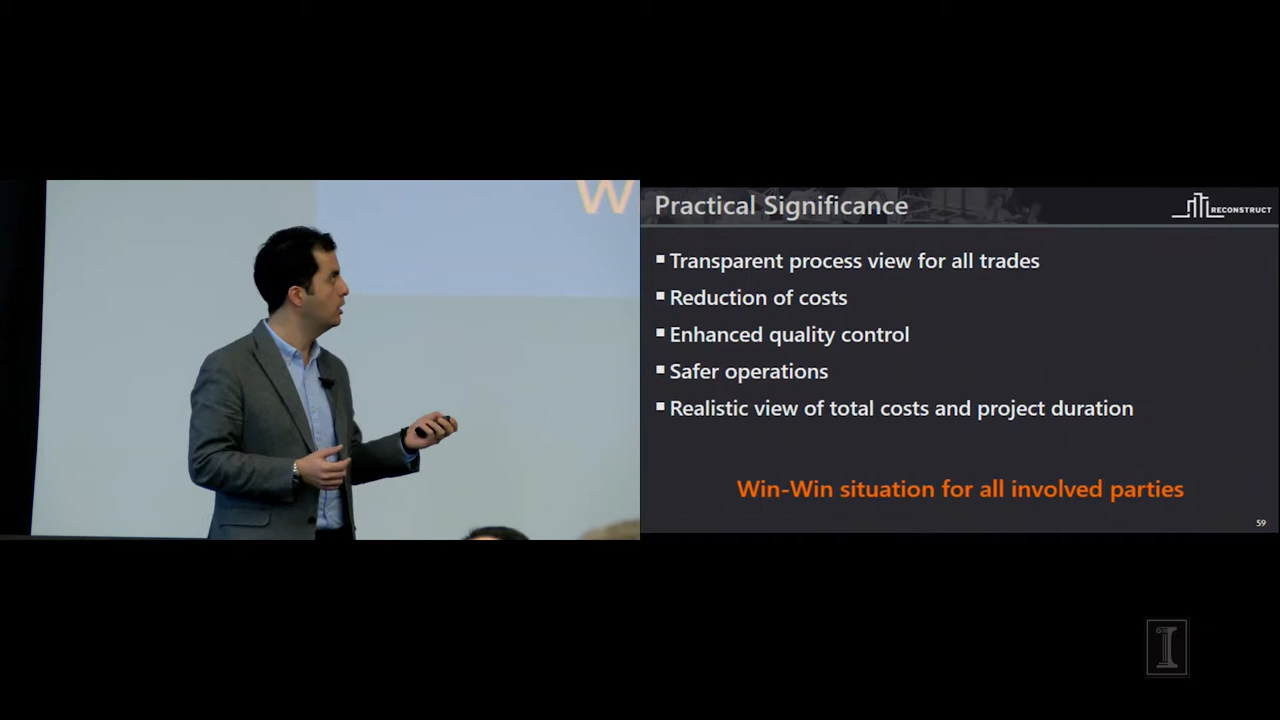 W
Practical Significance
RECONSTRUCT
Transparent process view for all trades
Reduction of costs
Enhanced quality control
Safer operations
Realistic view of total costs and project duration
Win-Win situation for all involved parties
59
I